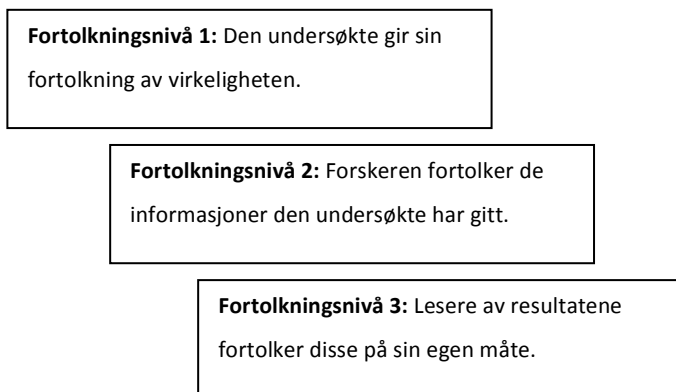 Fortolkningsnivå 1: Den undersøkte gir sin
fortolkning av virkeligheten.
Fortolkningsnivå 2: Forskeren fortolker de
informasjoner den undersøkte har gitt.
Fortolkningsnivå 3: Lesere av resultatene
fortolker disse på sin egen måte.